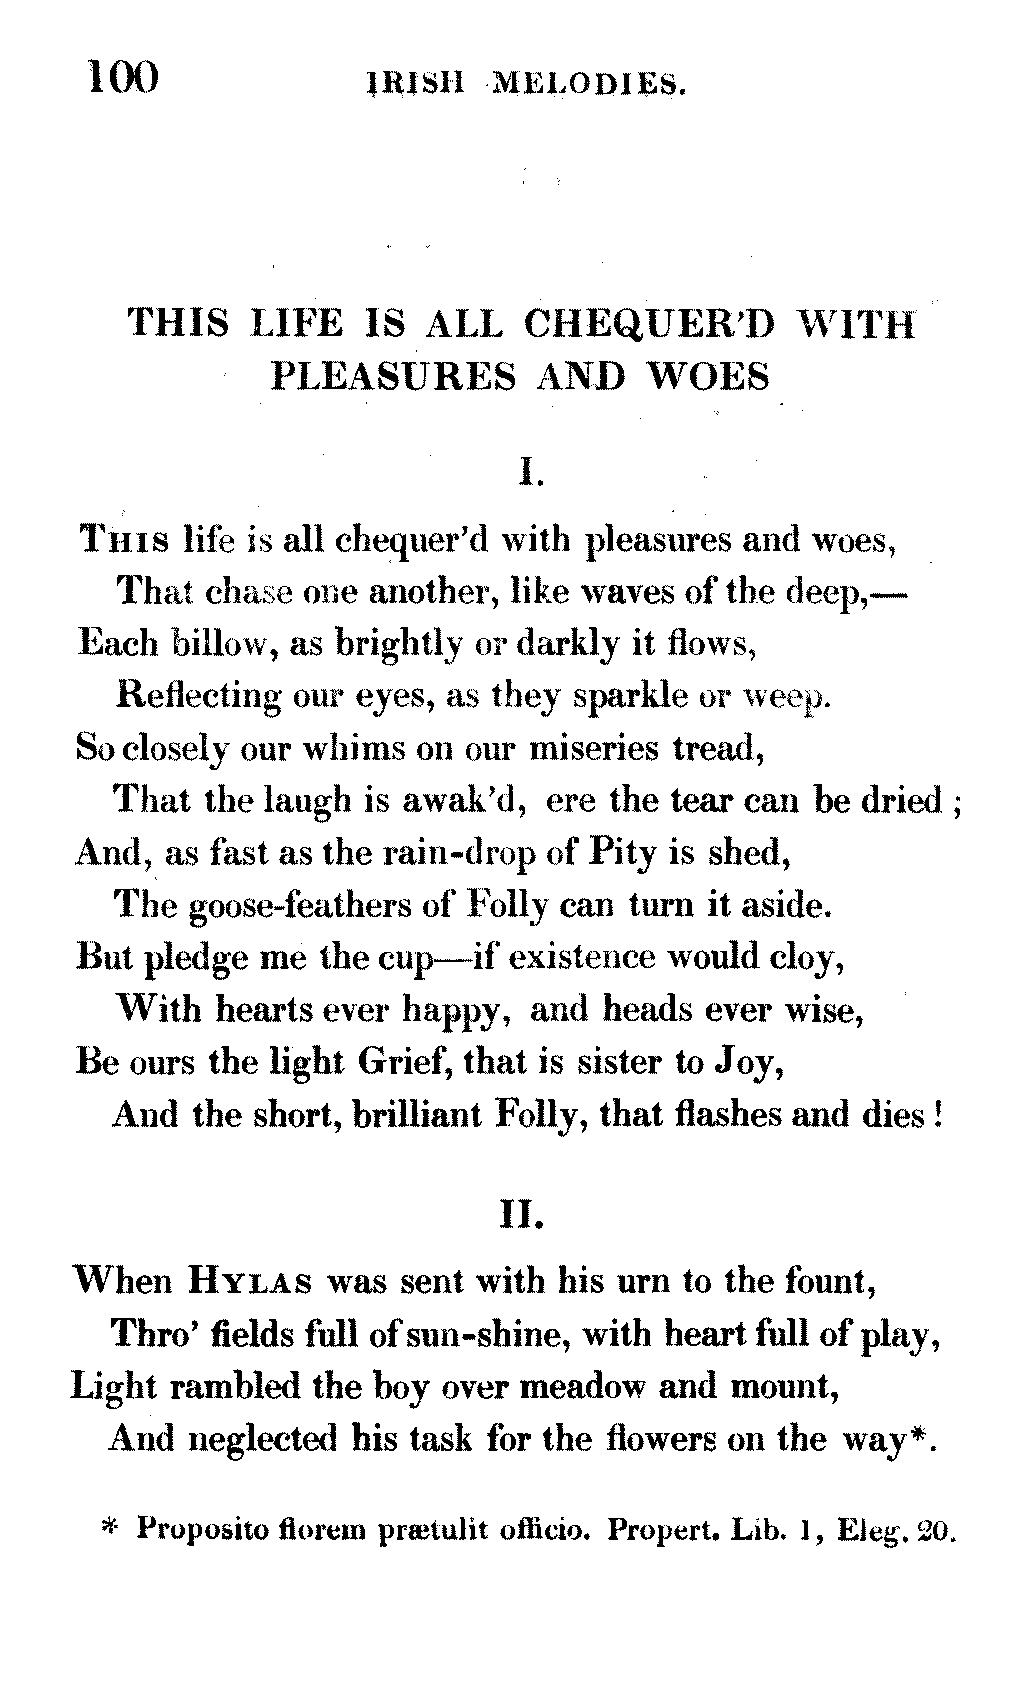 100 IRISH MELODIES.
THIS LIFE IS ALL CHEQUER'D WITH
PLEASURES AND WOES
I.
THIS life is all chequer'd with pleasures and woes,
That chase one another, like waves of the deep,—
Each billow, as brightly or darkly it flows,
Reflecting our eyes, as they sparkle or weep.
So closely our whims on our miseries tread,
That the laugh is awak'd, ere the tear can be dried ;
And, as fast as the rain-drop of Pity is shed,
The goose-feathers of Folly can turn it aside.
But pledge me the cup—if existence would cloy,
With hearts ever happy, and heads ever wise,
Be ours the light Grief, that is sister to Joy,
And the short, brilliant Folly, that flashes and dies !
II.
When HYLAS was sent with his urn to the fount,
Thro' fields full of sun-shine, with heart full of play,
Light rambled the boy over meadow and mount,
And neglected his task for the flowers on the way*.
* Proposito florem prætulit officio. Propert. Lib. 1, Eleg. 20.